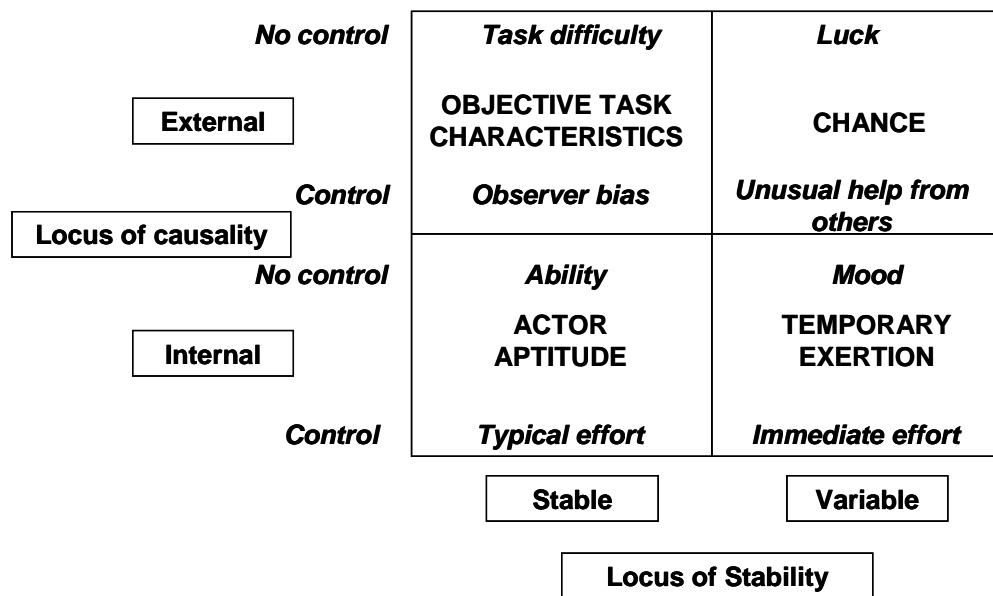 No control
Task difficulty
Luck
External
OBJECTIVE TASK
CHARACTERISTICS
CHANCE
Control
Observer bias
Unusual help from
others
Locus of causality
No control
Ability
Mood
Internal
ACTOR
APTITUDE
TEMPORARY
EXERTION
Control
Typical effort
Immediate effort
Stable
Variable
Locus of Stability